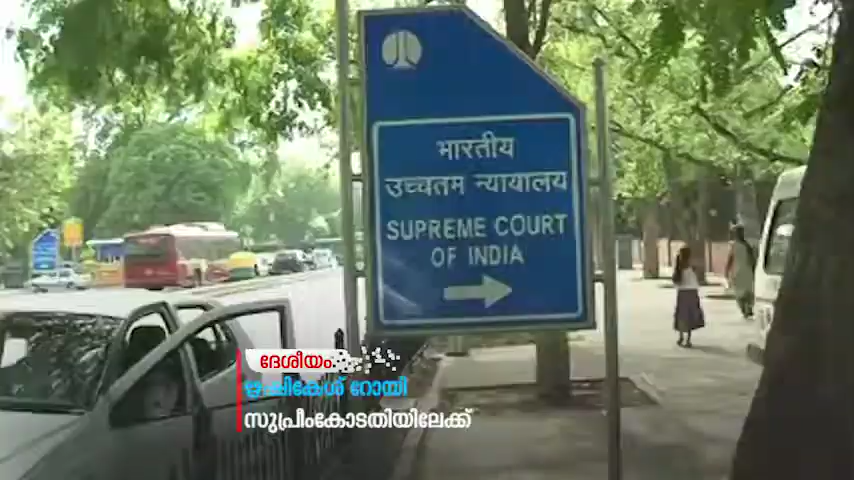 भारतीय
उच्चतम न्यायालय
SUPREME COURT
OF INDIA
ദേശീയം
ഋഷികേശ് റോയി
സുപ്രീംകോടതിയിലേക്ക്